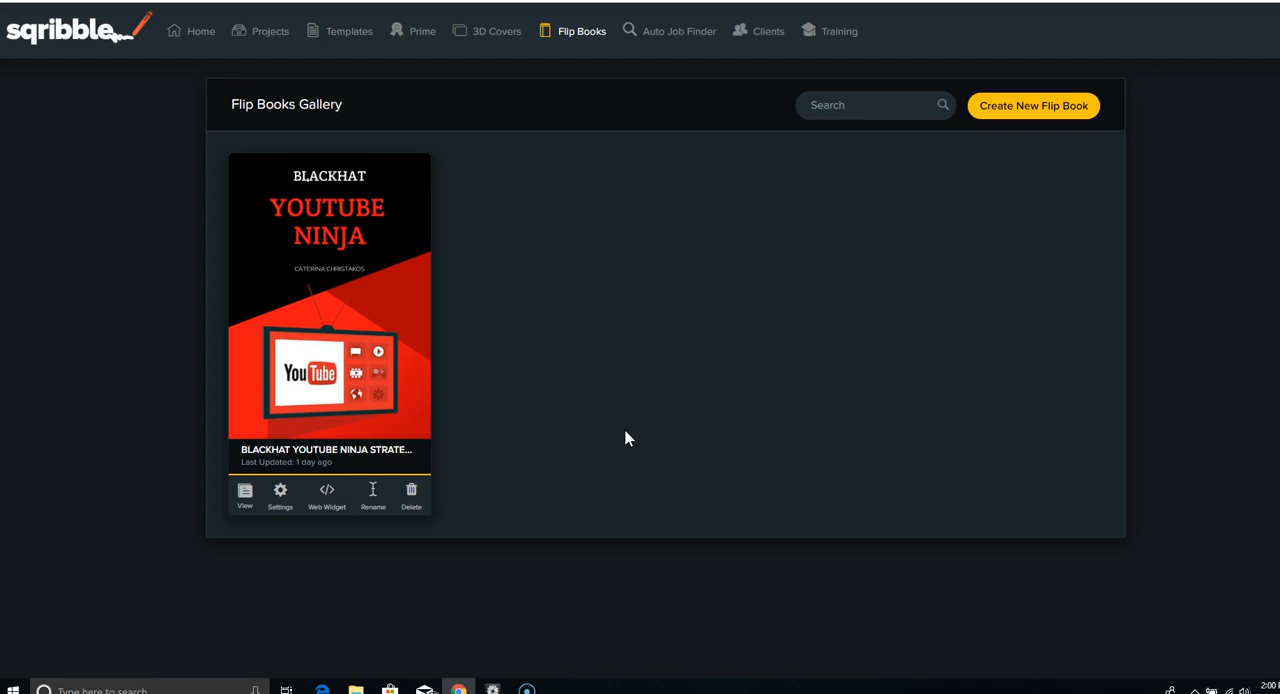 sqribble
Home
Projects
Templates
Prime
3D Covers
Flip Books
Auto Job Finder
Clients
Training
Flip Books Gallery
Search
Create New Flip Book
BLACKHAT
YOUTUBE
NINJA
CATERINA CHRISTAKOS
YouTube
BLACKHAT YOUTUBE NINJA STRATE...
Last Updated: 1 day ago
View
Settings
Web Widget
Rename
Delete
Type here to search
2:00